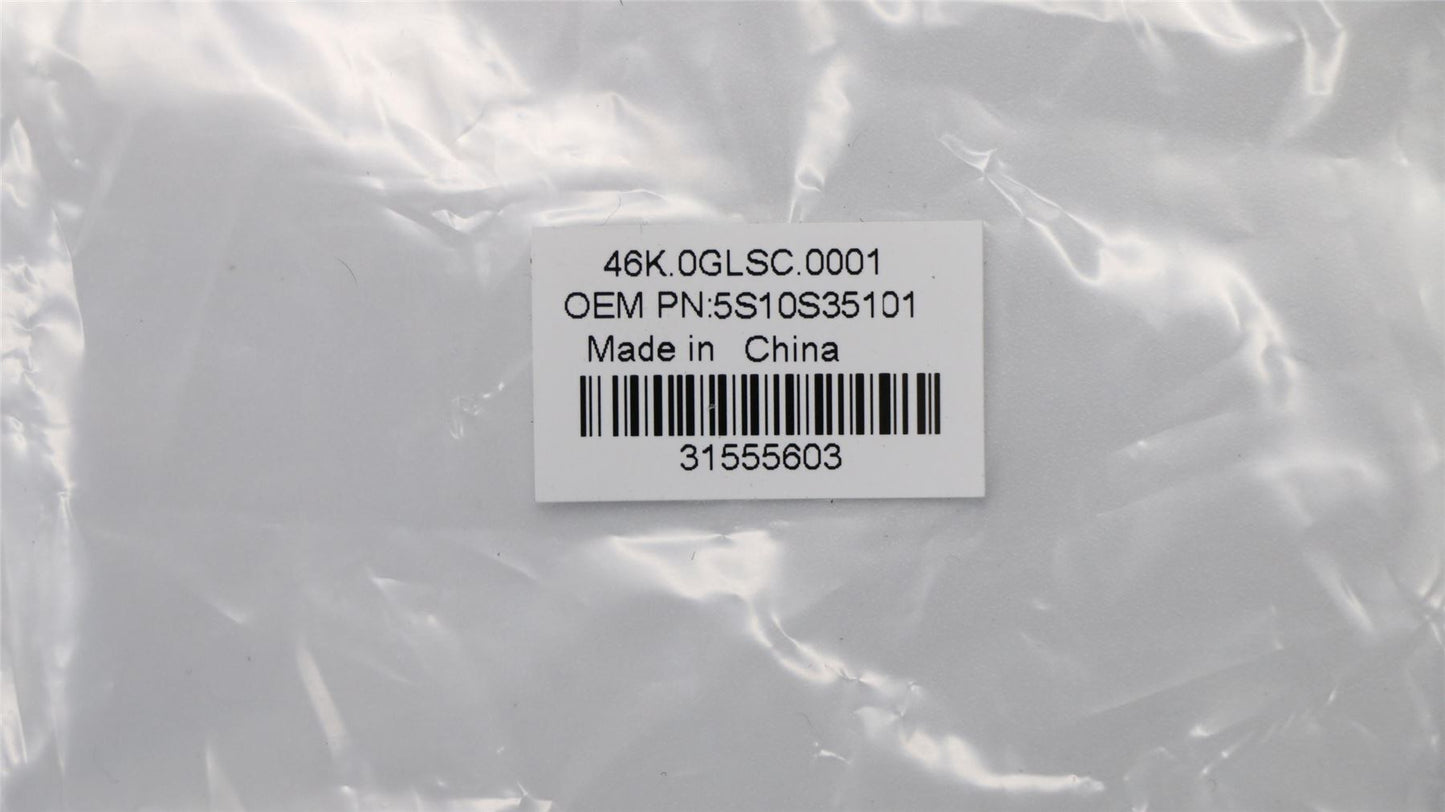 46K.0GLSC.0001
OEM PN:5S10S35101
Made in China
31555603